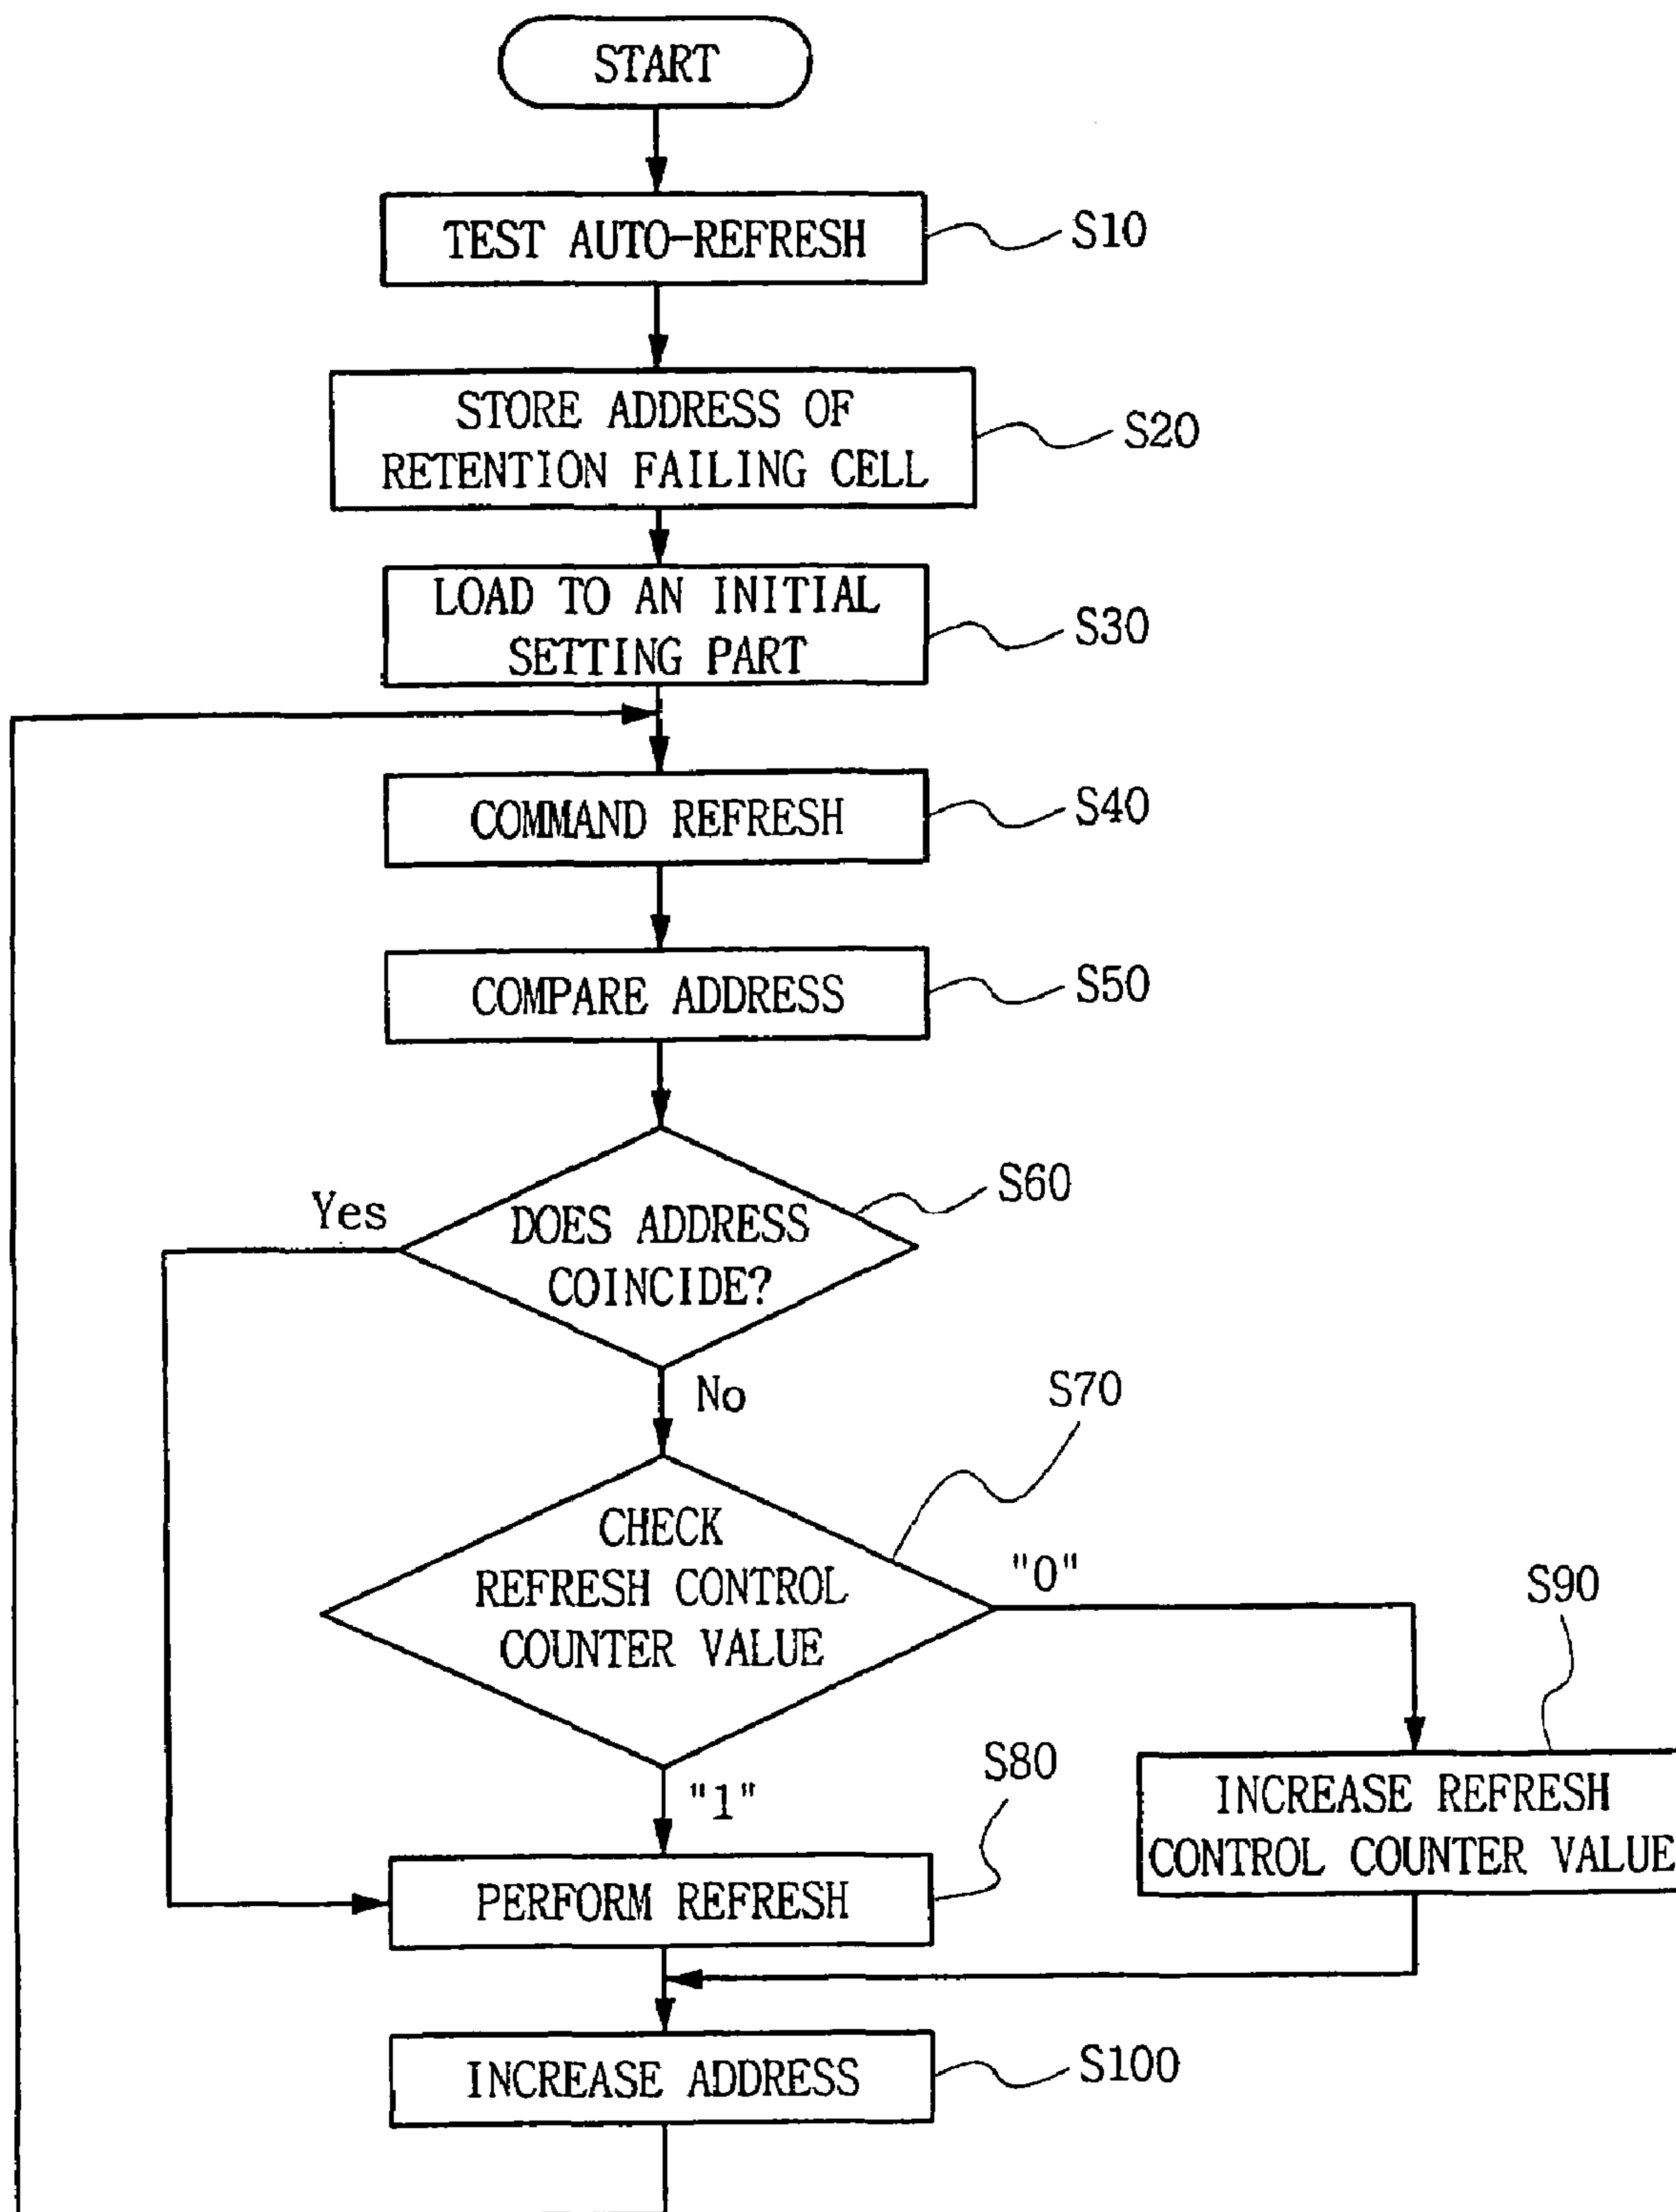 START
TEST AUTO-REFRESH
S10
STORE ADDRESS OF
RETENTION FAILING CELL
S20
LOAD TO AN INITIAL
SETTING PART
S30
COMMAND REFRESH
S40
COMPARE ADDRESS
S50
S60
Yes
DOES ADDRESS
COINCIDE?
No
S70
CHECK
REFRESH CONTROL
COUNTER VALUE
"0"
S90
"1"
S80
INCREASE REFRESH
CONTROL COUNTER VALUE
PERFORM REFRESH
INCREASE ADDRESS
S100